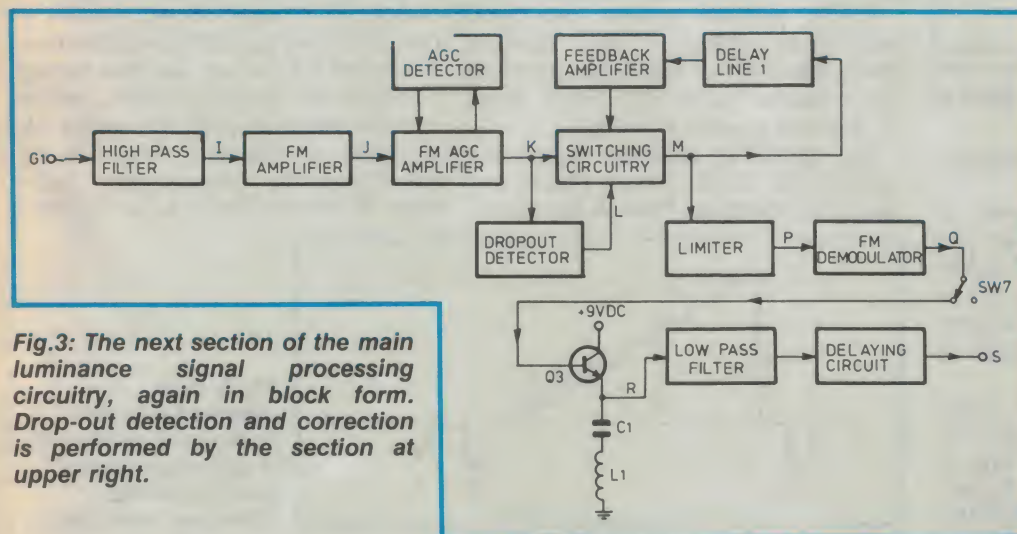 AGC
DETECTOR
FEEDBACK
AMPLIFIER
DELAY
LINE 1
G1
HIGH PASS
FILTER
I
FM
AMPLIFIER
J
FM AGC
AMPLIFIER
K
SWITCHING
CIRCUITRY
M
L
DROPOUT
DETECTOR
LIMITER
P
FM
DEMODULATOR
Q
SW7
+9VDC
Q3
R
LOW PASS
FILTER
DELAYING
CIRCUIT
S
C1
L1
Fig.3: The next section of the main
luminance signal processing
circuitry, again in block form.
Drop-out detection and correction
is performed by the section at
upper right.